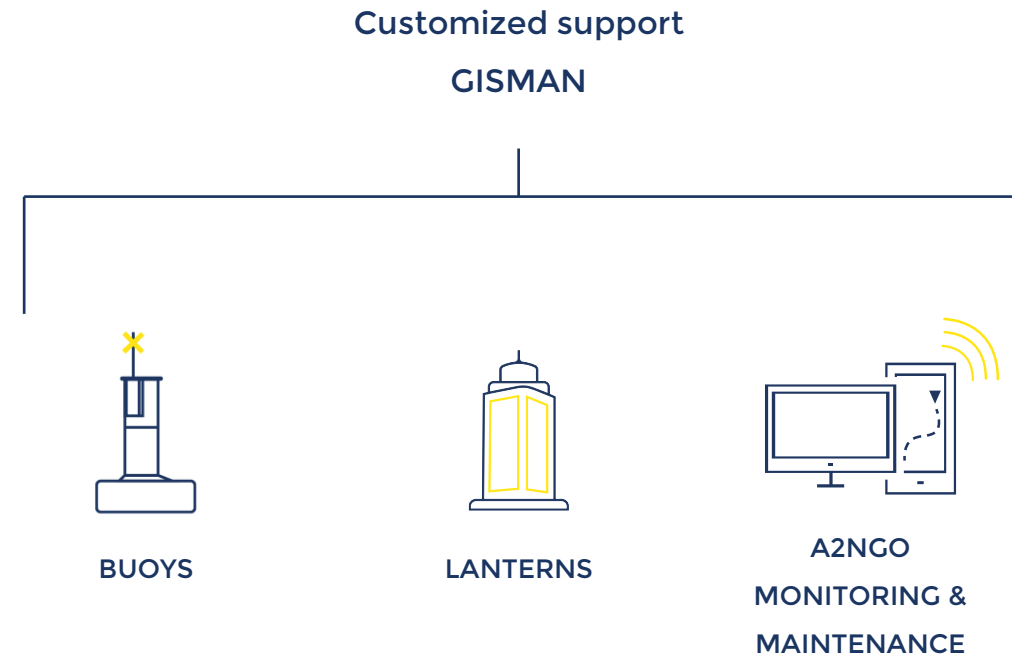 Customized support
GISMAN
BUOYS
LANTERNS
A2NGO
MONITORING &
MAINTENANCE